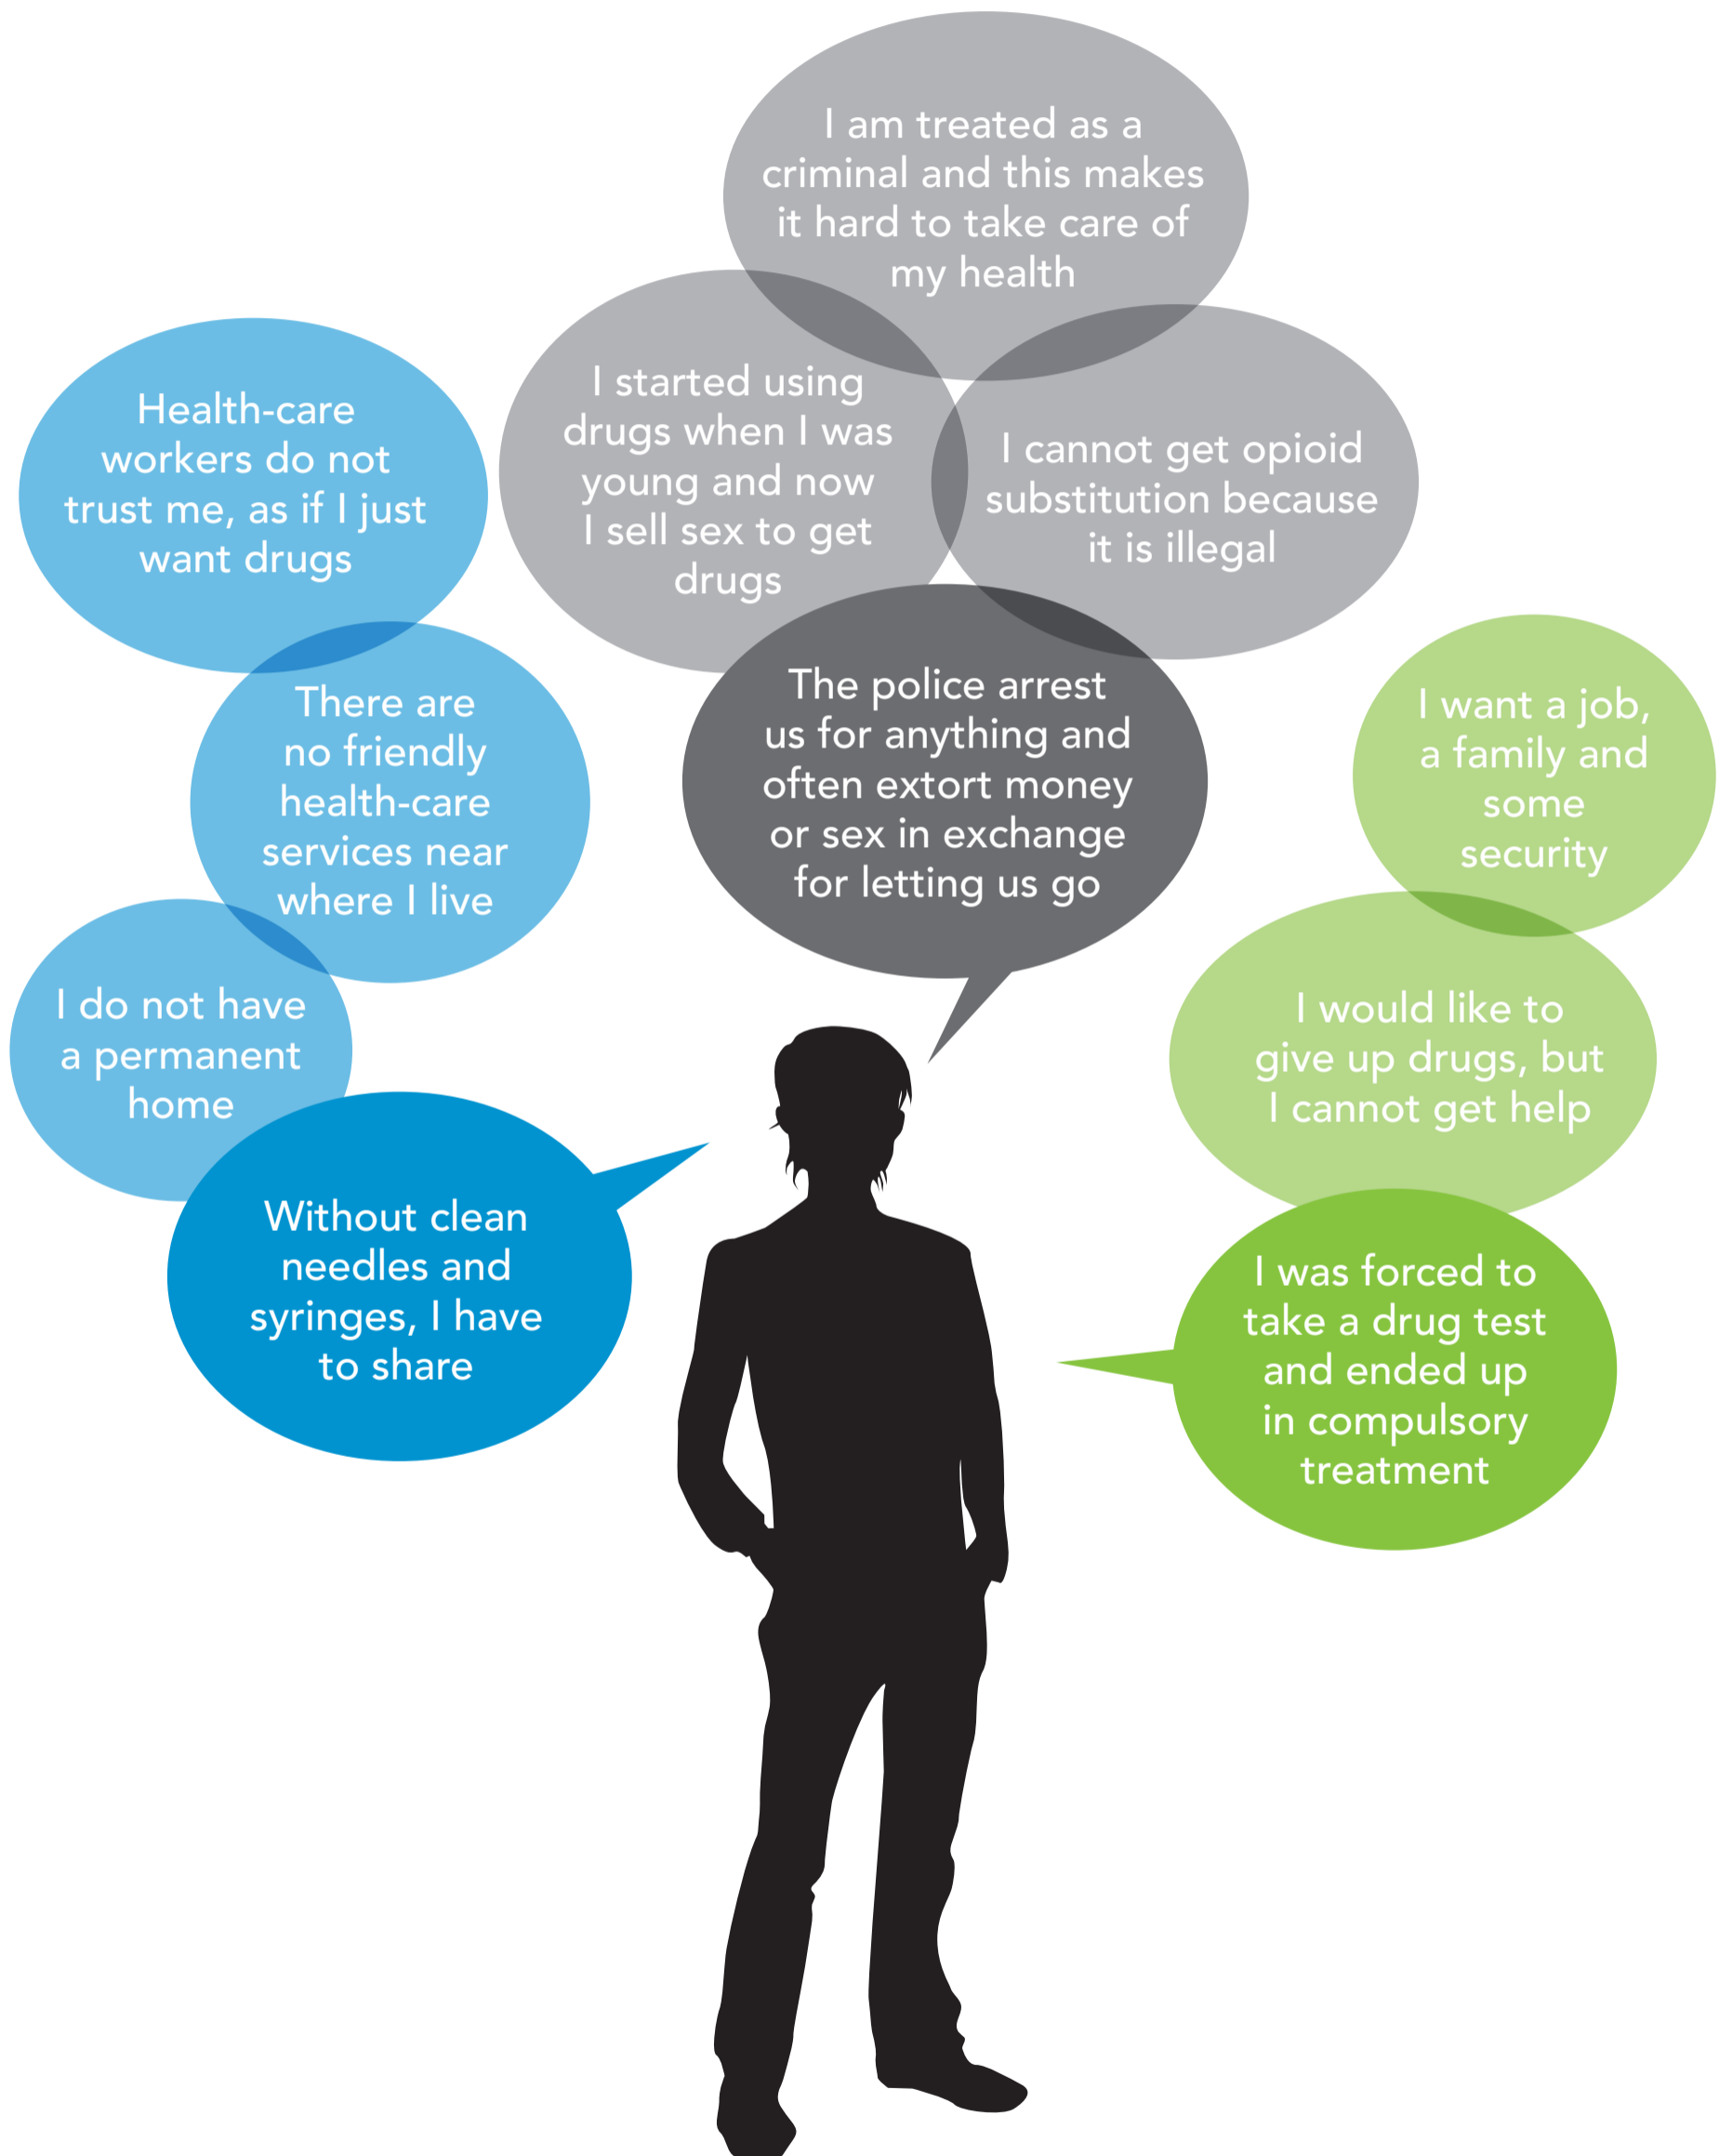 I am treated as a
criminal and this makes
it hard to take care of
my health
I started using
drugs when I was
young and now
I sell sex to get
drugs
I cannot get opioid
substitution because
it is illegal
The police arrest
us for anything and
often extort money
or sex in exchange
for letting us go
Health-care
workers do not
trust me, as if I just
want drugs
There are
no friendly
health-care
services near
where I live
I do not have
a permanent
home
Without clean
needles and
syringes, I have
to share
I want a job,
a family and
some
security
I would like to
give up drugs, but
I cannot get help
I was forced to
take a drug test
and ended up
in compulsory
treatment